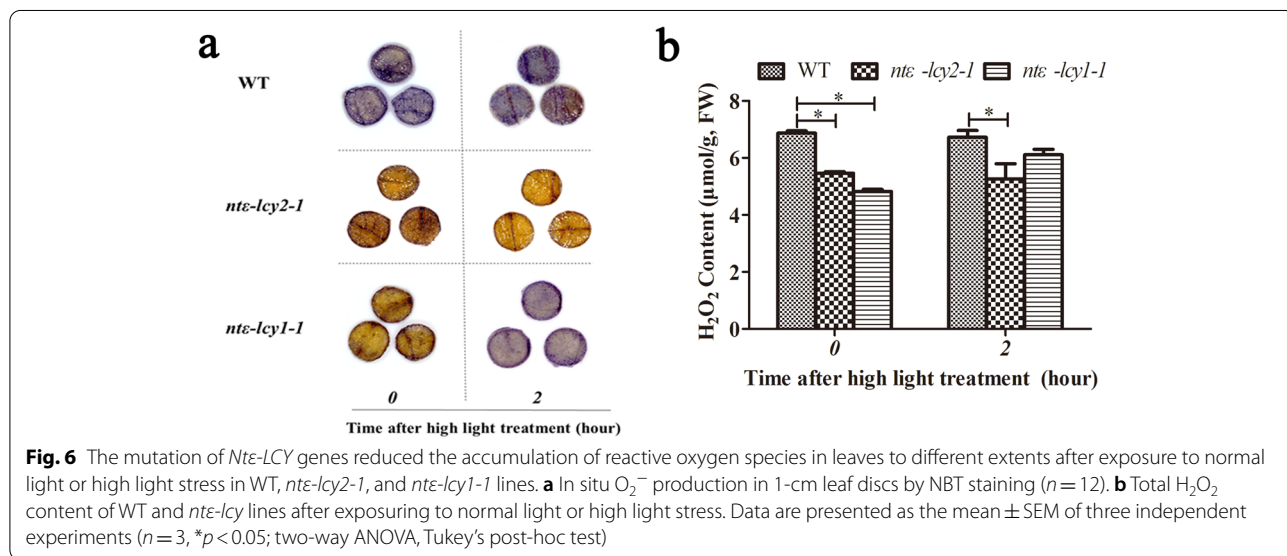 a
WT
ntε-lcy2-1
ntε-lcy1-1
0 2
Time after high light treatment (hour)
b
WT ntε -lcy2-1 ntε -lcy1-1
H₂O₂ Content (μmol/g, FW)
8
6
4
2
0
* * *
0 2
Time after high light treatment (hour)
Fig. 6 The mutation of Ntε-LCY genes reduced the accumulation of reactive oxygen species in leaves to different extents after exposure to normal
light or high light stress in WT, ntε-lcy2-1, and ntε-lcy1-1 lines. a In situ O₂⁻ production in 1-cm leaf discs by NBT staining (n = 12). b Total H₂O₂
content of WT and ntε-lcy lines after exposuring to normal light or high light stress. Data are presented as the mean ± SEM of three independent
experiments (n = 3, *p < 0.05; two-way ANOVA, Tukey's post-hoc test)